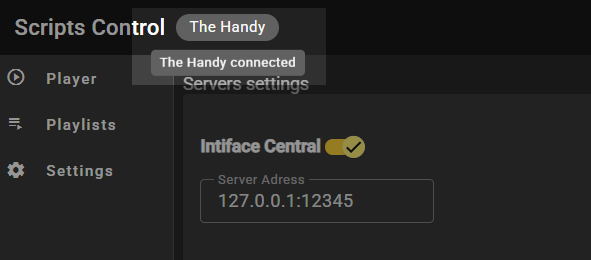 Scripts Control The Handy
The Handy connected
Player
Playlists
Settings
Servers settings
Intiface Central
Server Adress
127.0.0.1:12345